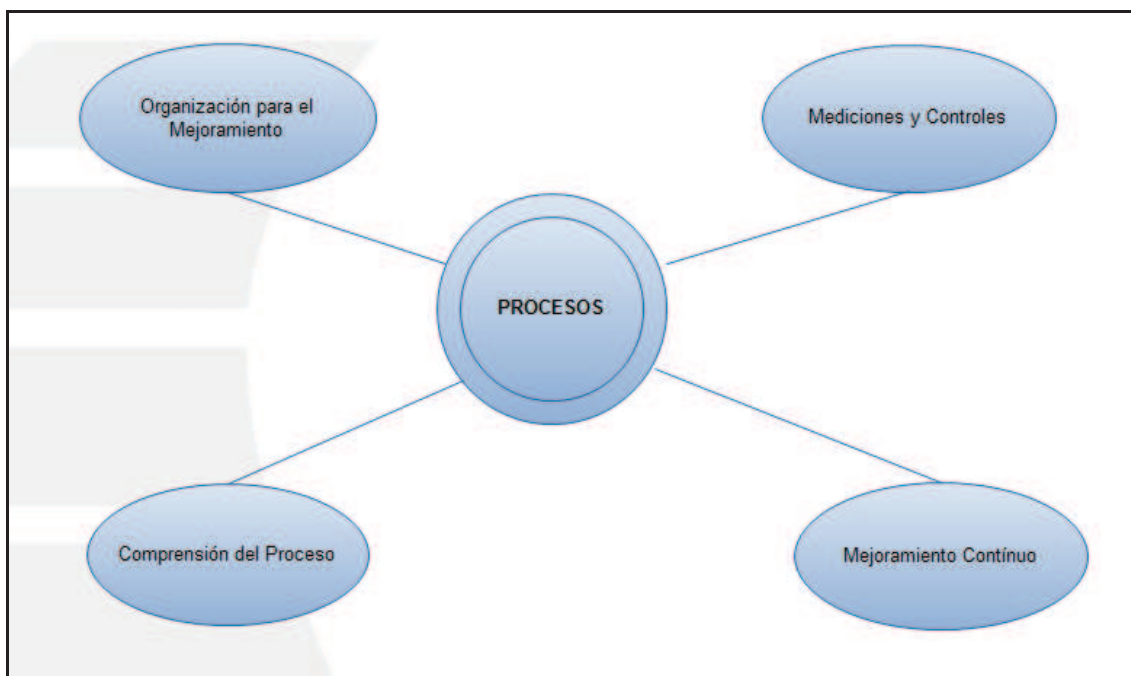 Organización para el
Mejoramiento
Mediciones y Controles
PROCESOS
Comprensión del Proceso
Mejoramiento Contínuo